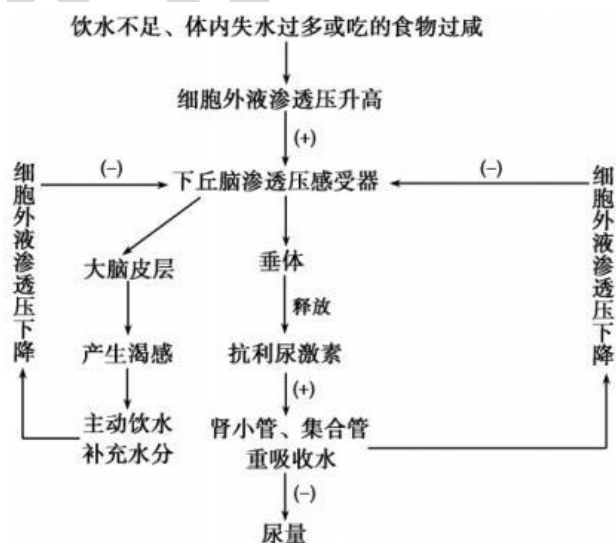 饮水不足、体内失水过多或吃的食物过咸
细胞外液渗透压升高
(+)
(−)
下丘脑渗透压感受器
(−)
细胞外液渗透压下降
大脑皮层
垂体
细胞外液渗透压下降
释放
产生渴感
抗利尿激素
(+)
主动饮水
补充水分
肾小管、集合管
重吸收水
(−)
尿量